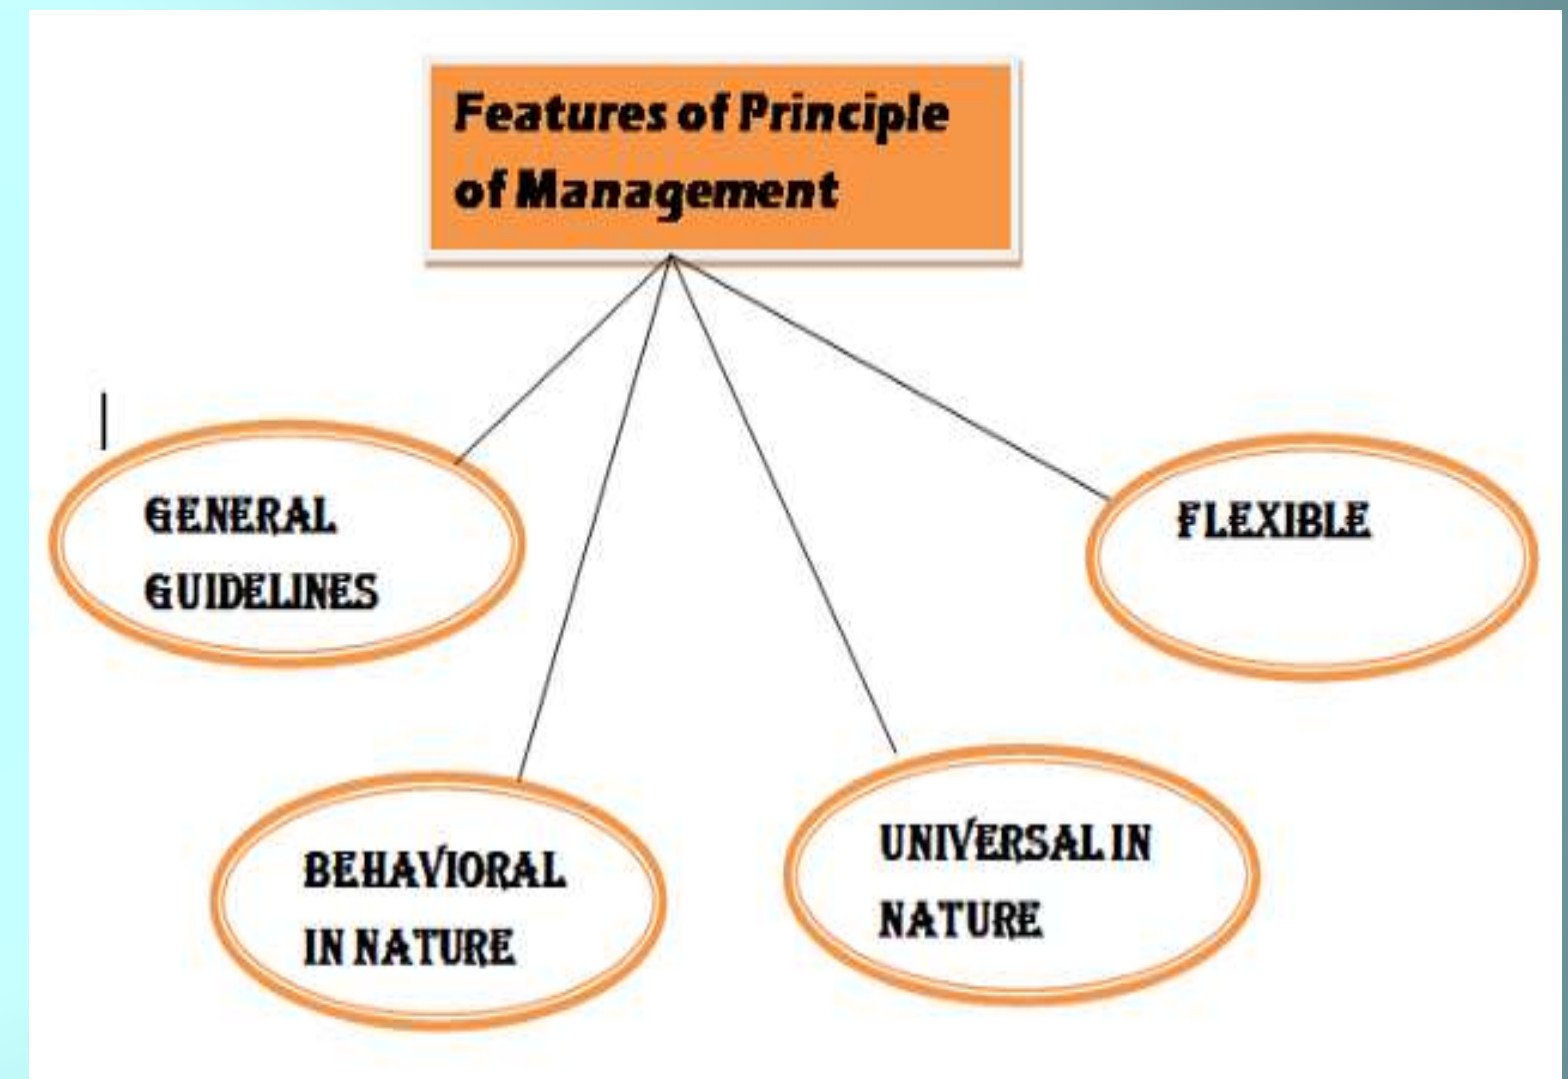 Features of Principle
of Management
GENERAL
GUIDELINES
FLEXIBLE
BEHAVIORAL
IN NATURE
UNIVERSAL IN
NATURE